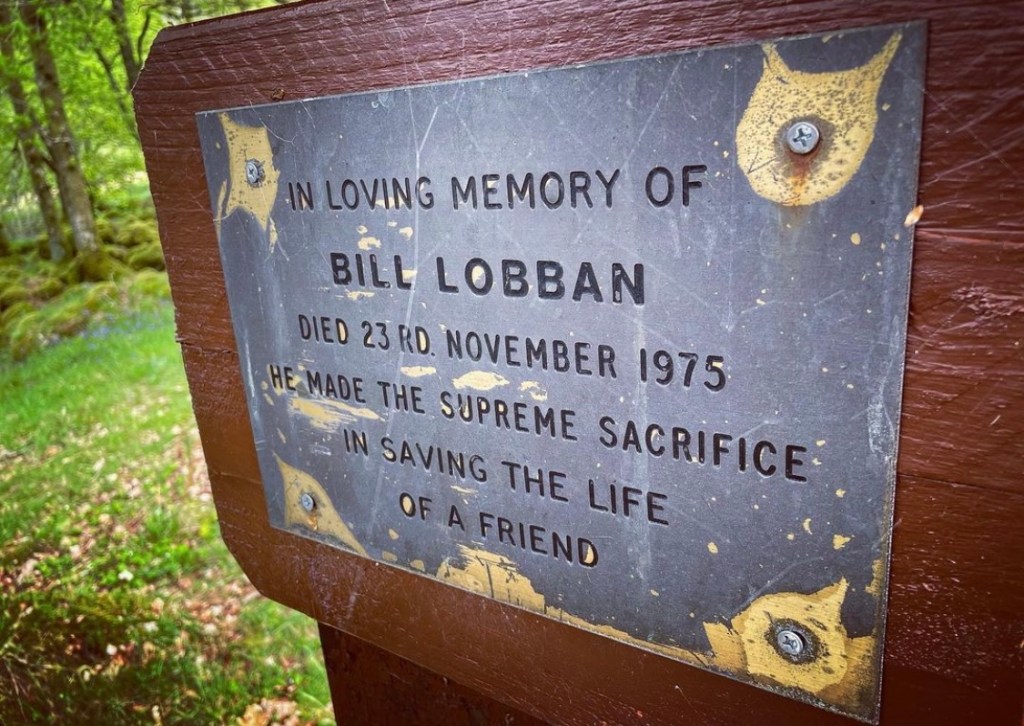 IN LOVING MEMORY OF
BILL LOBBAN
DIED 23 RD. NOVEMBER 1975
HE MADE THE SUPREME SACRIFICE
IN SAVING THE LIFE
OF A FRIEND